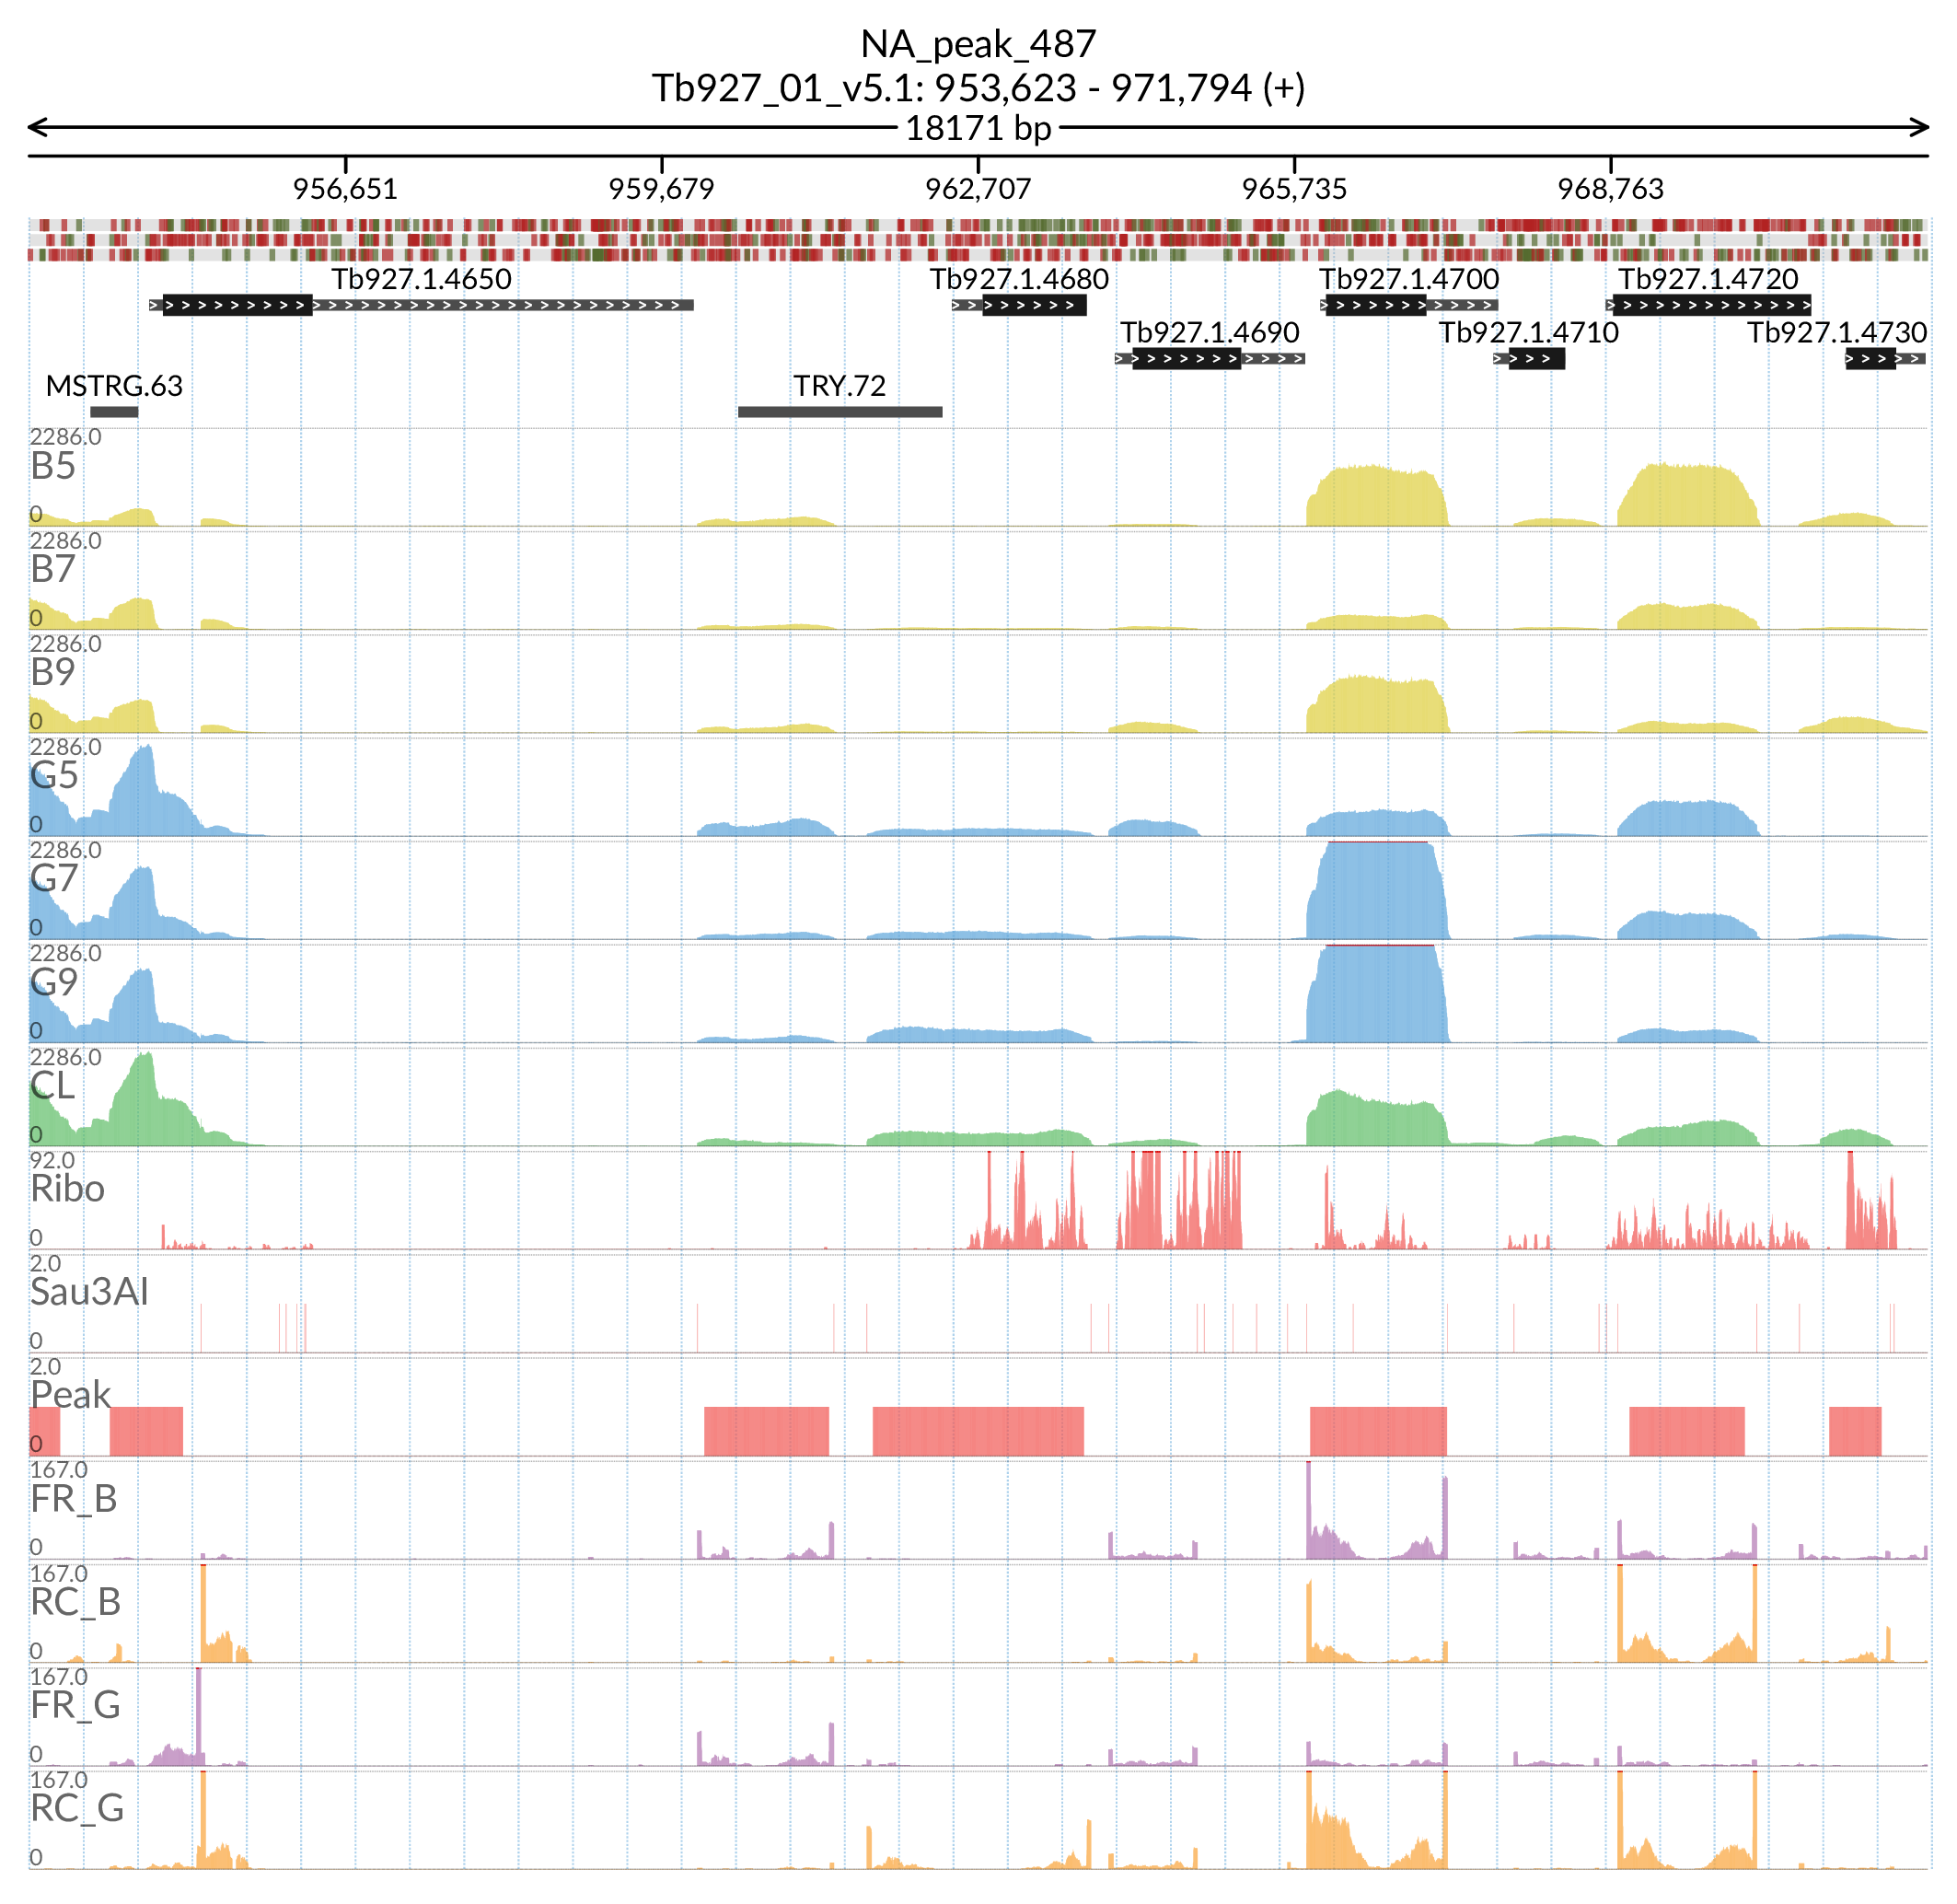 NA_peak_487
Tb927_01_v5.1: 953,623 - 971,794 (+)
18171 bp
956,651 959,679 962,707 965,735 968,763
Tb927.1.4650 Tb927.1.4680 Tb927.1.4700 Tb927.1.4720
Tb927.1.4690 Tb927.1.4710 Tb927.1.4730
MSTRG.63 TRY.72
2286.0
B5
0
2286.0
B7
0
2286.0
B9
0
2286.0
G5
0
2286.0
G7
0
2286.0
G9
0
2286.0
CL
0
92.0
Ribo
0
2.0
Sau3AI
0
2.0
Peak
0
167.0
FR_B
0
167.0
RC_B
0
167.0
FR_G
0
167.0
RC_G
0